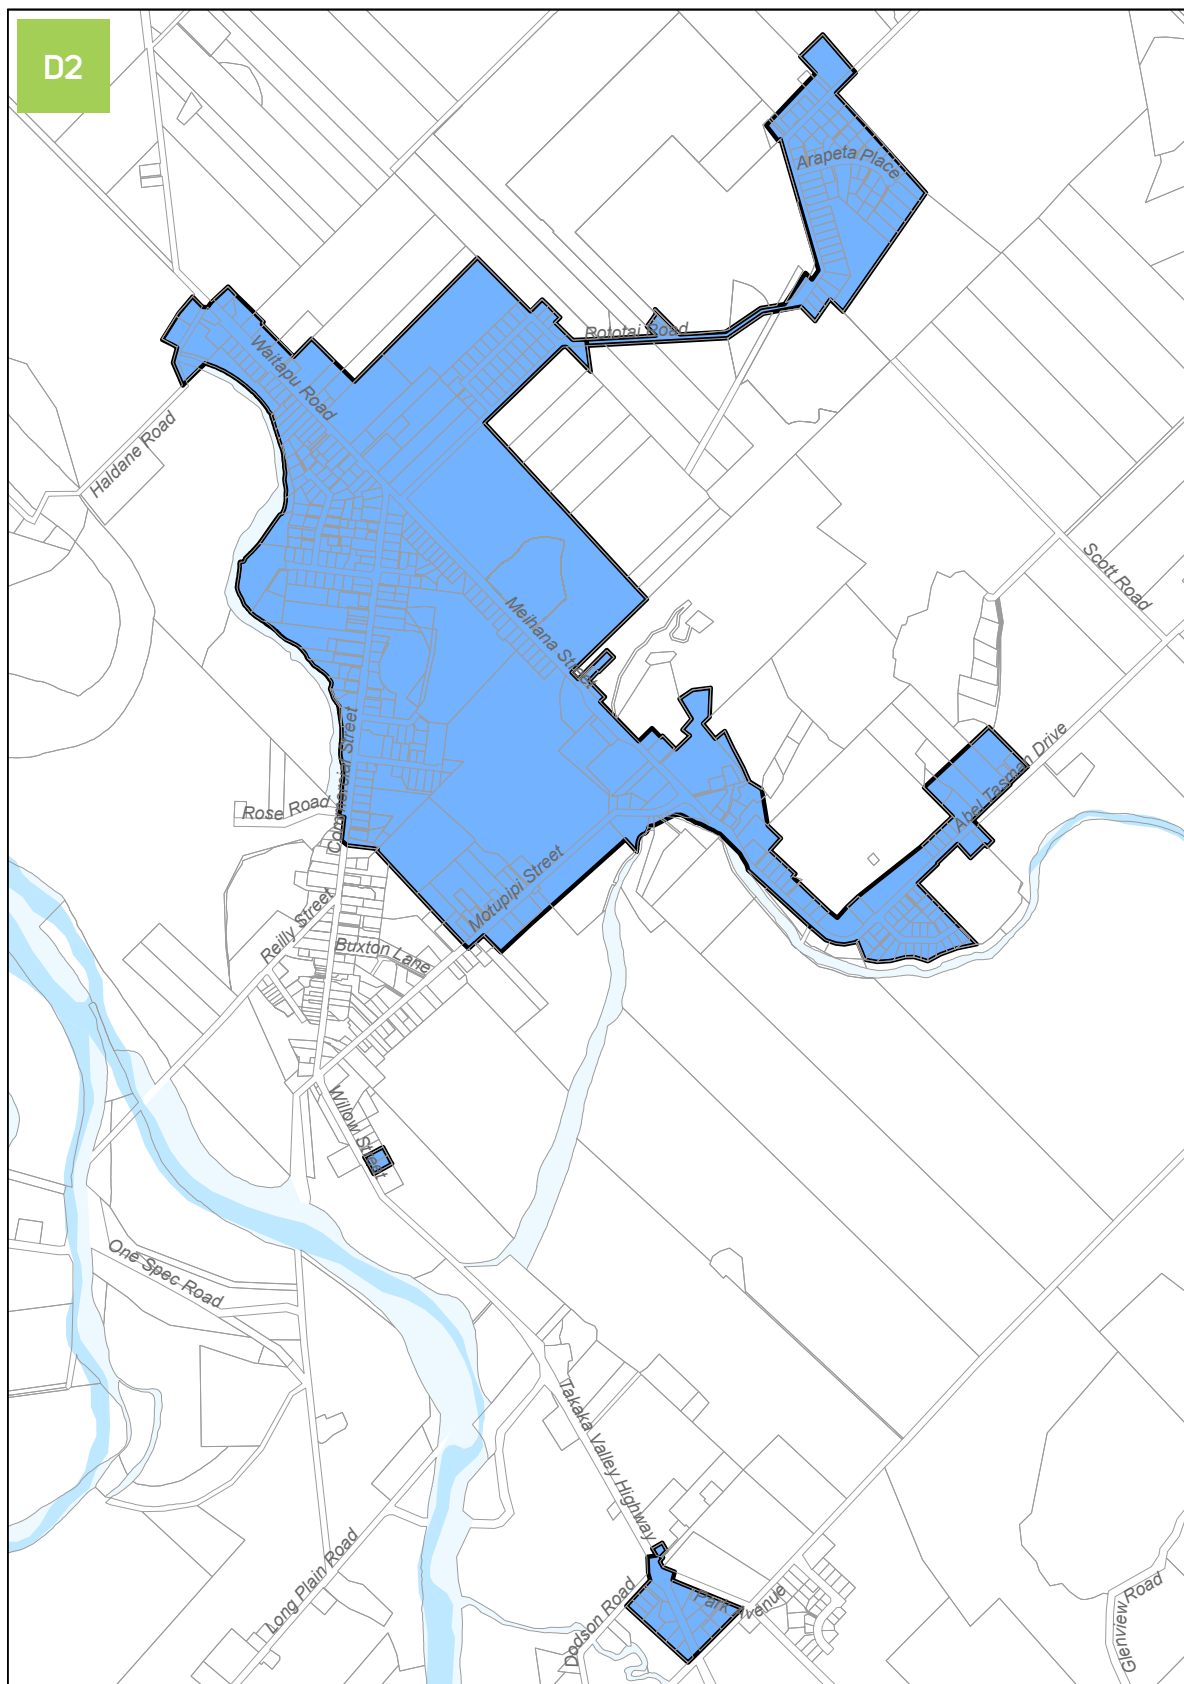 D2
Arapeta Place
Rototai Road
Waitapu Road
Haldane Road
Scott Road
Meihana Street
Commercial Street
Abel Tasman Drive
Rose Road
Motupipi Street
Reilly Street
Buxton Lane
Willow Street
One Spec Road
Takaka Valley Highway
Long Plain Road
Dodson Road
Park Avenue
Glenview Road